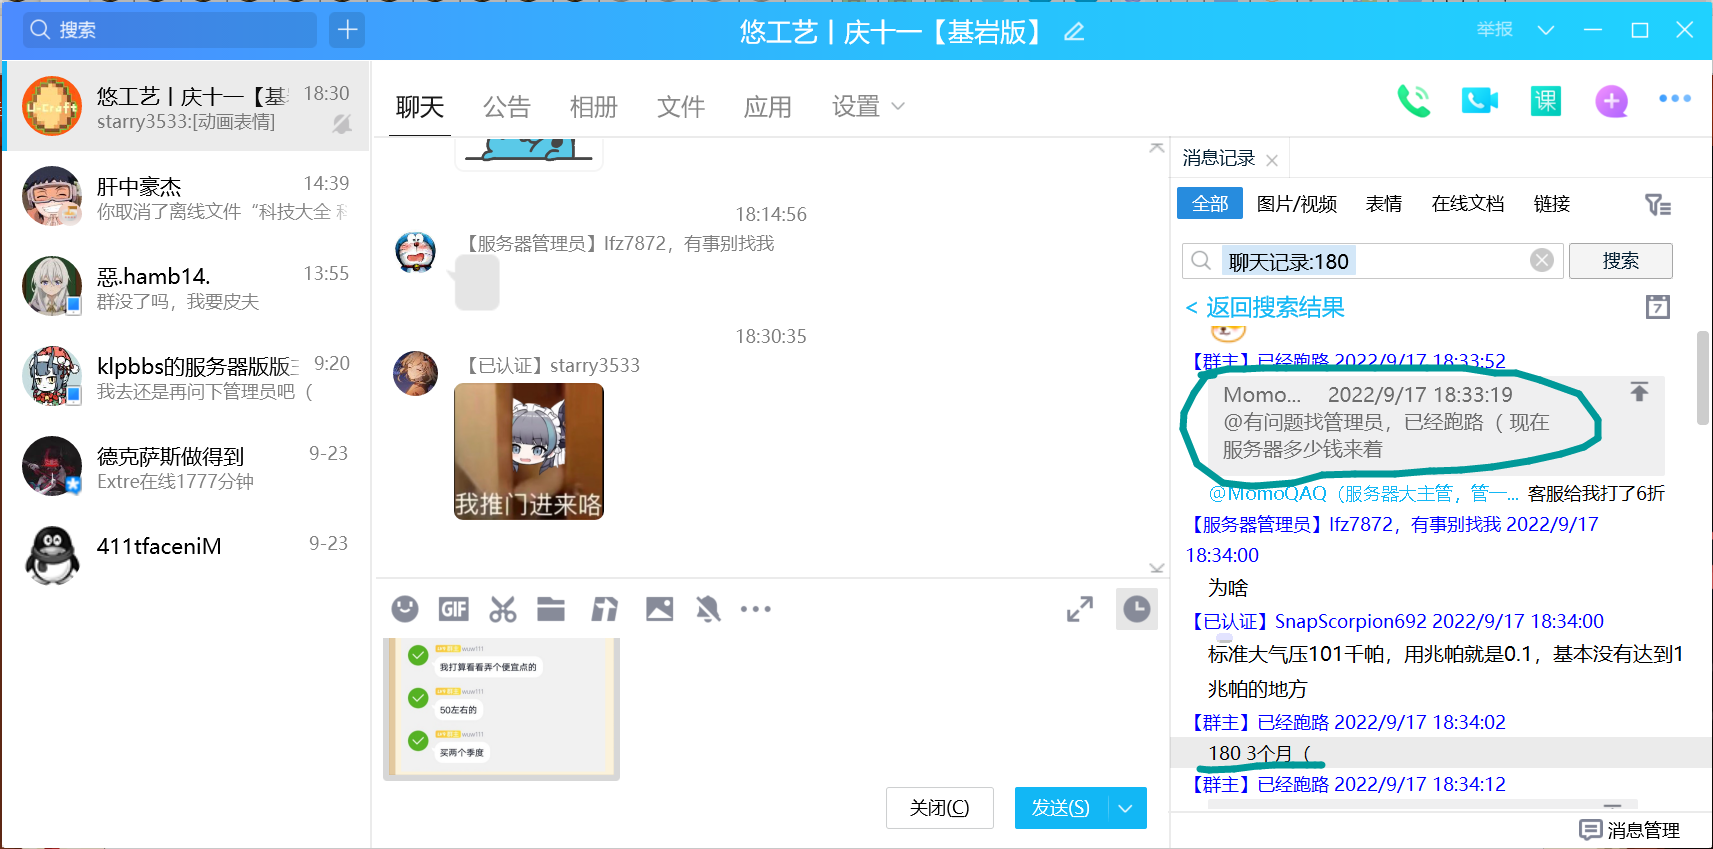 搜索
悠工艺丨庆十一【基岩版】
举报
U-Craft
悠工艺丨庆十一【基
18:30
starry3533:[动画表情]
肝中豪杰
14:39
你取消了离线文件“科技大全 科
惡.hamb14.
13:55
群没了吗，我要皮夫
klpbbs的服务器版版主
9:20
我去还是再问下管理员吧（
德克萨斯做得到
9-23
Extre在线1777分钟
411tfaceniM
9-23
聊天
公告
相册
文件
应用
设置
课
18:14:56
【服务器管理员】lfz7872，有事别找我
18:30:35
【已认证】starry3533
我推门进来咯
GIF
wuw111
我打算看看弄个便宜点的
wuw111
50左右的
wuw111
买两个季度
关闭(C)
发送(S)
消息记录
全部
图片/视频
表情
在线文档
链接
聊天记录:180
搜索
< 返回搜索结果
7
【群主】已经跑路 2022/9/17 18:33:52
Momo... 2022/9/17 18:33:19
@有问题找管理员，已经跑路（ 现在
服务器多少钱来着
@MomoQAQ（服务器大主管，管一... 客服给我打了6折
【服务器管理员】lfz7872，有事别找我 2022/9/17
18:34:00
为啥
【已认证】SnapScorpion692 2022/9/17 18:34:00
标准大气压101千帕，用兆帕就是0.1，基本没有达到1
兆帕的地方
【群主】已经跑路 2022/9/17 18:34:02
180 3个月（
【群主】已经跑路 2022/9/17 18:34:12
消息管理